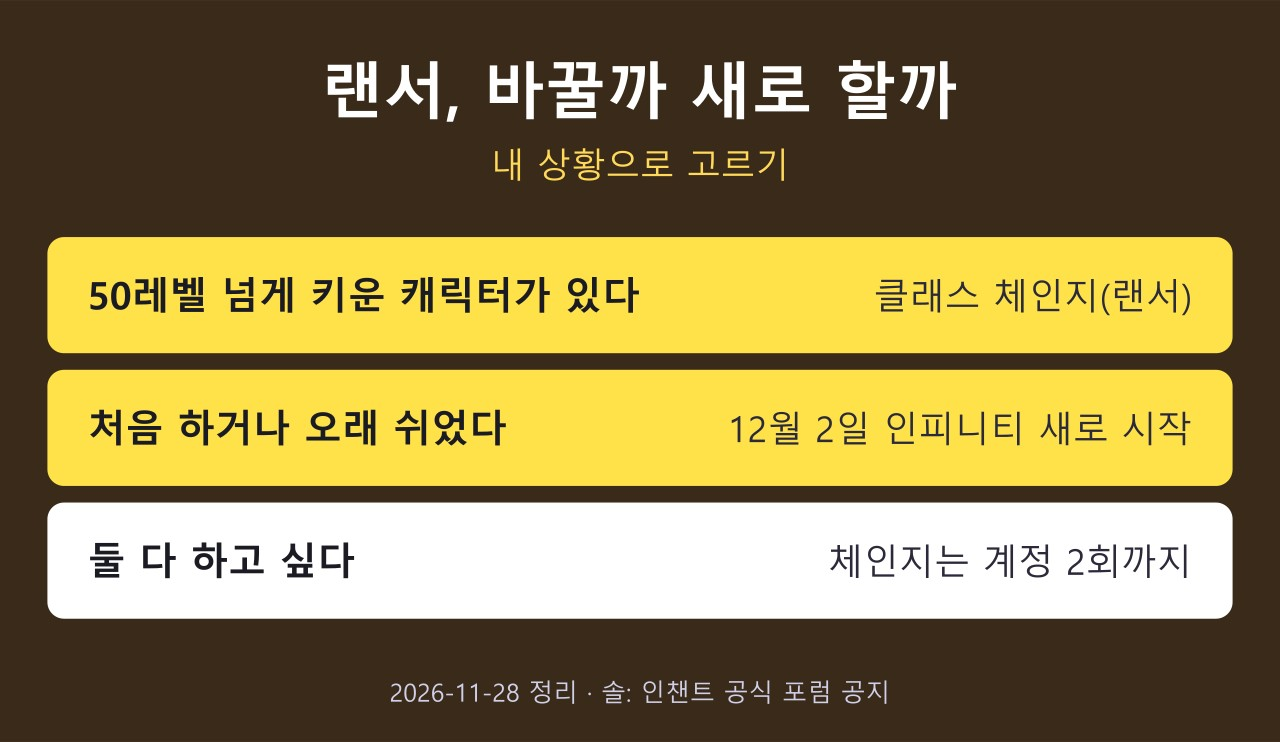 랜서, 바꿀까 새로 할까
내 상황으로 고르기
50레벨 넘게 키운 캐릭터가 있다 클래스 체인지(랜서)
처음 하거나 오래 쉬었다 12월 2일 인피니티 새로 시작
둘 다 하고 싶다 체인지는 계정 2회까지
2026-11-28 정리 · 솔: 인챈트 공식 포럼 공지